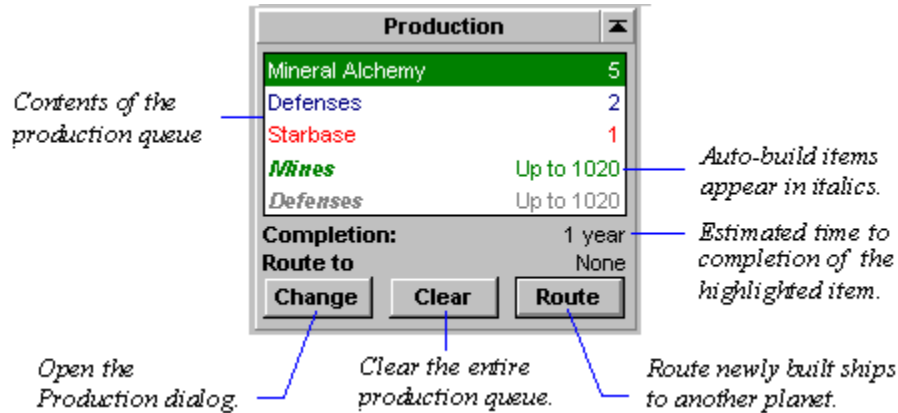 Production
Mineral Alchemy 5
Defenses 2
Starbase 1
Mines Up to 1020
Defenses Up to 1020
Completion: 1 year
Route to None
Change Clear Route
Contents of the
production queue
Auto-build items
appear in italics.
Estimated time to
completion of the
highlighted item.
Open the
Production dialog.
Clear the entire
production queue.
Route newly built ships
to another planet.